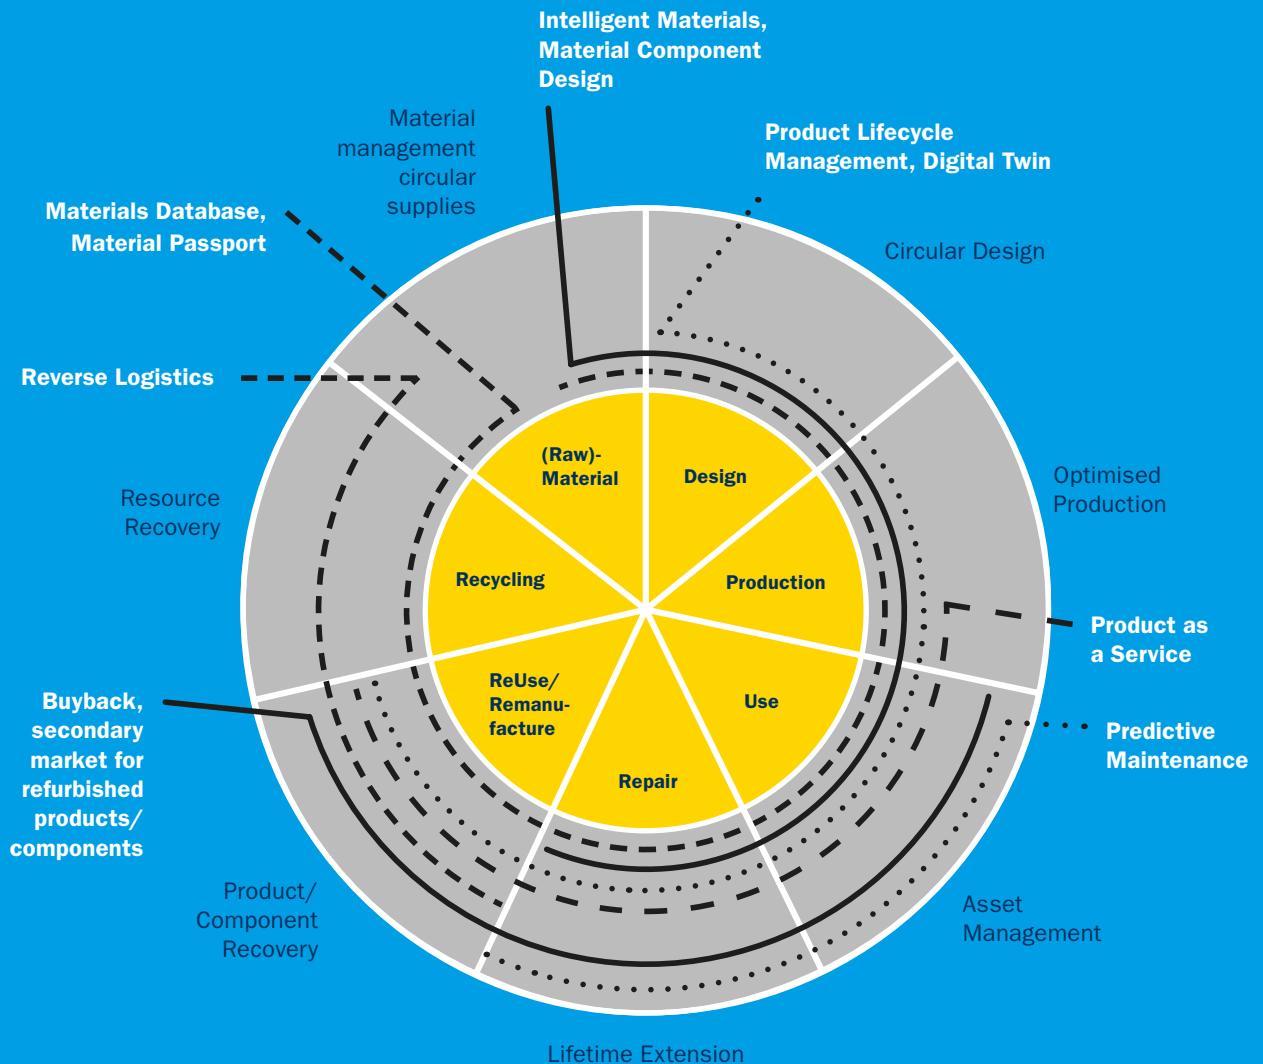 Intelligent Materials,
Material Component
Design
Material
management
circular
supplies
Product Lifecycle
Management, Digital Twin
Materials Database,
Material Passport
Circular Design
Reverse Logistics
(Raw)-
Material
Design
Optimised
Production
Resource
Recovery
Recycling
Production
Product as
a Service
ReUse/
Remanu-
facture
Use
Buyback,
secondary
market for
refurbished
products/
components
Predictive
Maintenance
Repair
Product/
Component
Recovery
Asset
Management
Lifetime Extension